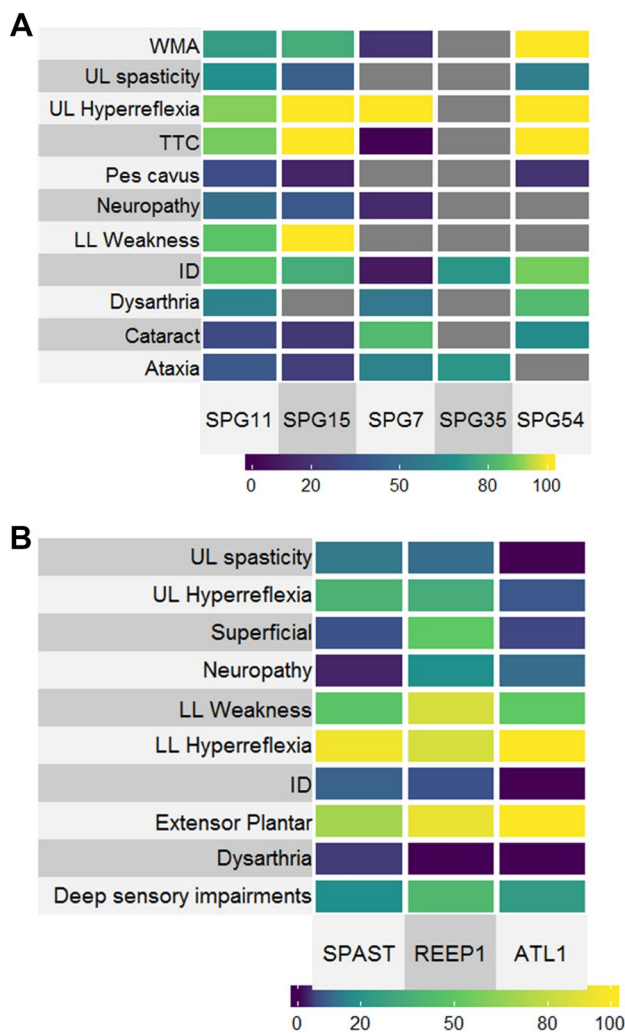 A
WMA
UL spasticity
UL Hyperreflexia
TTC
Pes cavus
Neuropathy
LL Weakness
ID
Dysarthria
Cataract
Ataxia
SPG11 SPG15 SPG7 SPG35 SPG54
0 20 50 80 100
B
UL spasticity
UL Hyperreflexia
Superficial
Neuropathy
LL Weakness
LL Hyperreflexia
ID
Extensor Plantar
Dysarthria
Deep sensory impairments
SPAST REEP1 ATL1
0 20 50 80 100